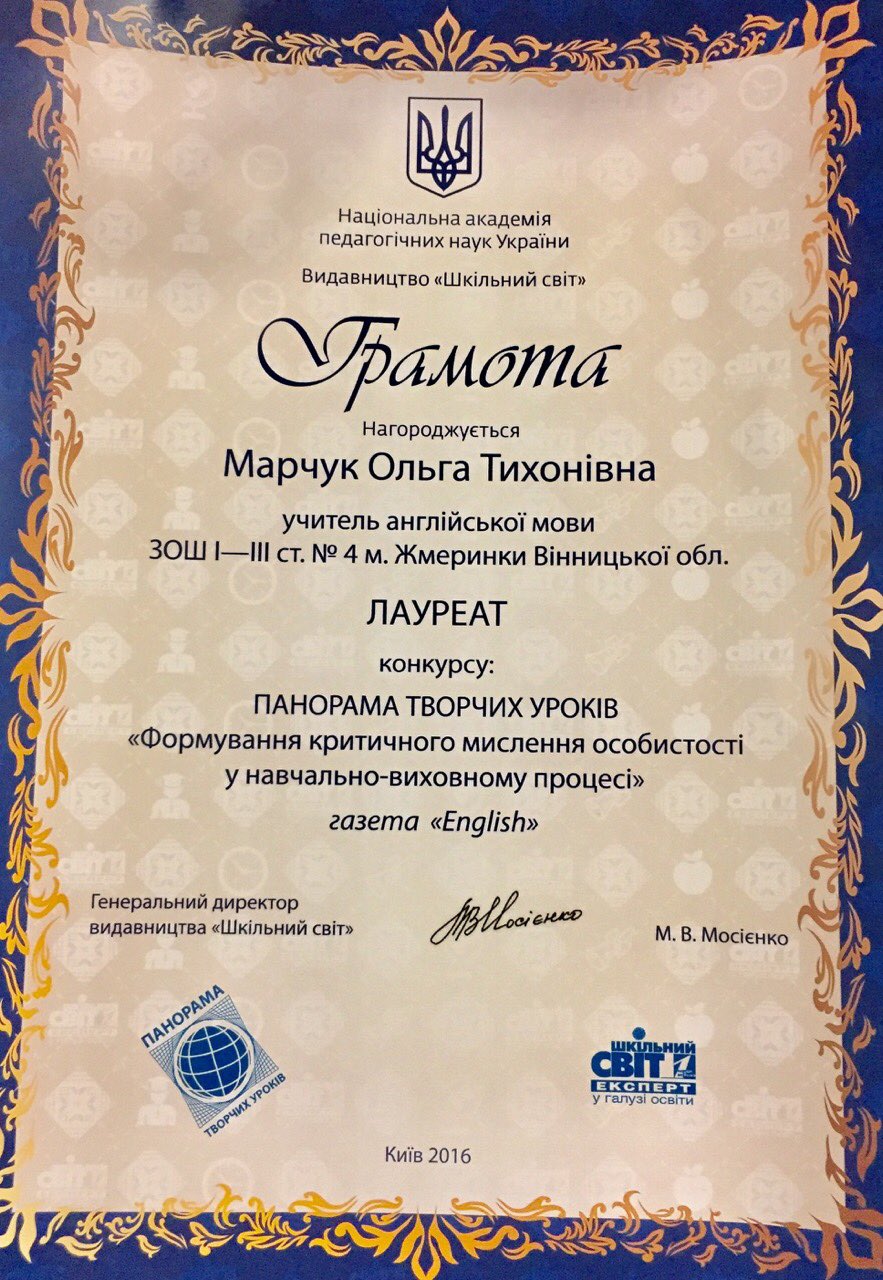 Національна академія
педагогічних наук України
Видавництво «Шкільний світ»
Грамота
Нагороджується
Марчук Ольга Тихонівна
учитель англійської мови
ЗОШ І—ІІІ ст. № 4 м. Жмеринки Вінницької обл.
ЛАУРЕАТ
конкурсу:
ПАНОРАМА ТВОРЧИХ УРОКІВ
«Формування критичного мислення особистості
у навчально-виховному процесі»
газета «English»
Генеральний директор
видавництва «Шкільний світ»
МВМосієнко
М. В. Мосієнко
ПАНОРАМА
ТВОРЧИХ УРОКІВ
ШКІЛЬНИЙ
СВІТ
ЕКСПЕРТ
у галузі освіти
Київ 2016